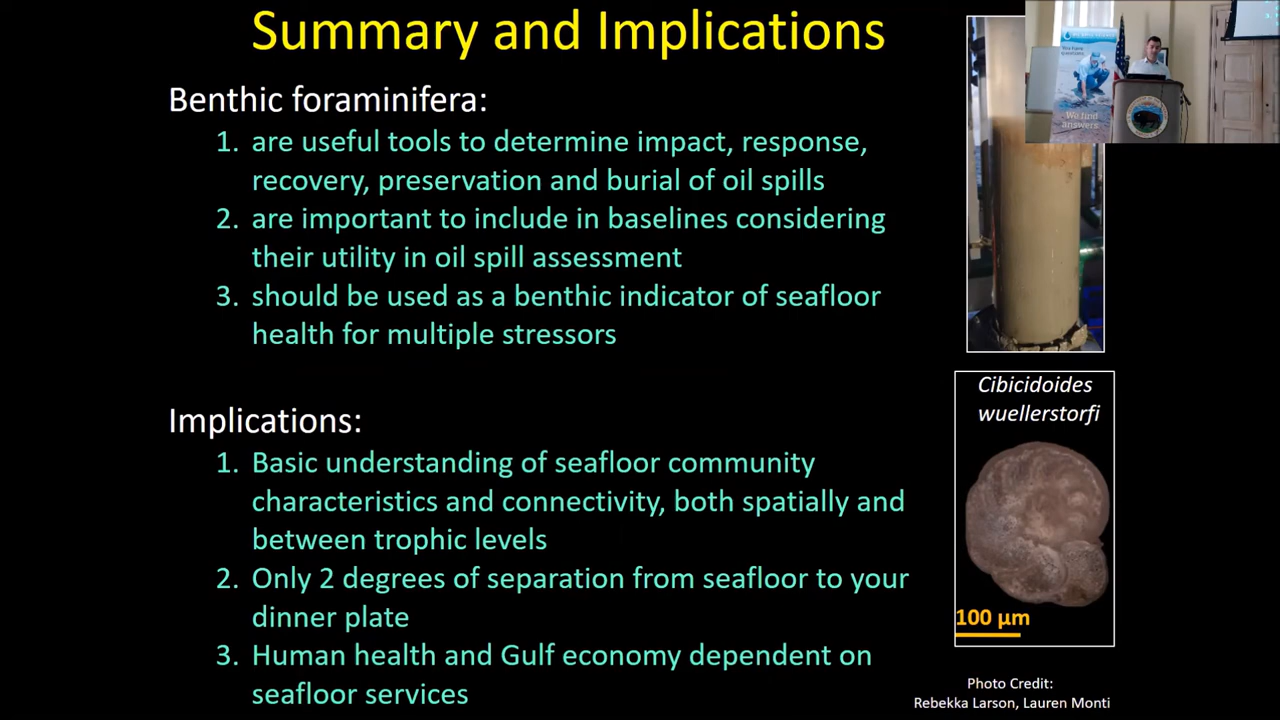 Summary and Implications
Benthic foraminifera:
1. are useful tools to determine impact, response,
recovery, preservation and burial of oil spills
2. are important to include in baselines considering
their utility in oil spill assessment
3. should be used as a benthic indicator of seafloor
health for multiple stressors
Implications:
1. Basic understanding of seafloor community
characteristics and connectivity, both spatially and
between trophic levels
2. Only 2 degrees of separation from seafloor to your
dinner plate
3. Human health and Gulf economy dependent on
seafloor services
We find
answers
Cibicidoides
wuellerstorfi
100 µm
Photo Credit:
Rebekka Larson, Lauren Monti